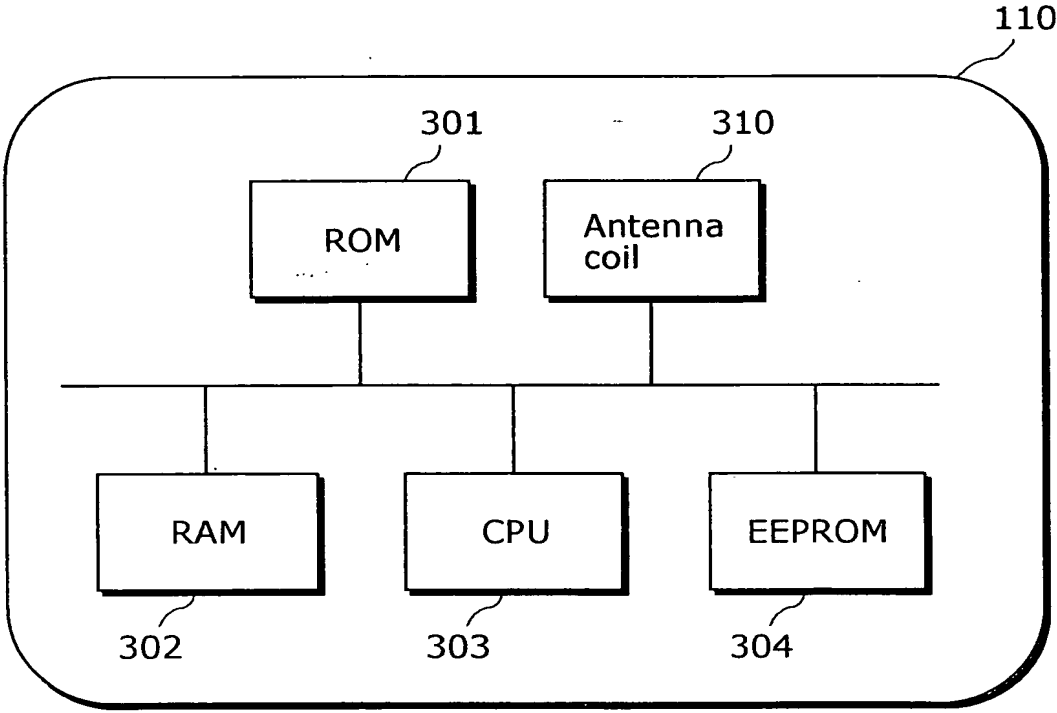 110
301
310
ROM
Antenna
coil
RAM
CPU
EEPROM
302
303
304